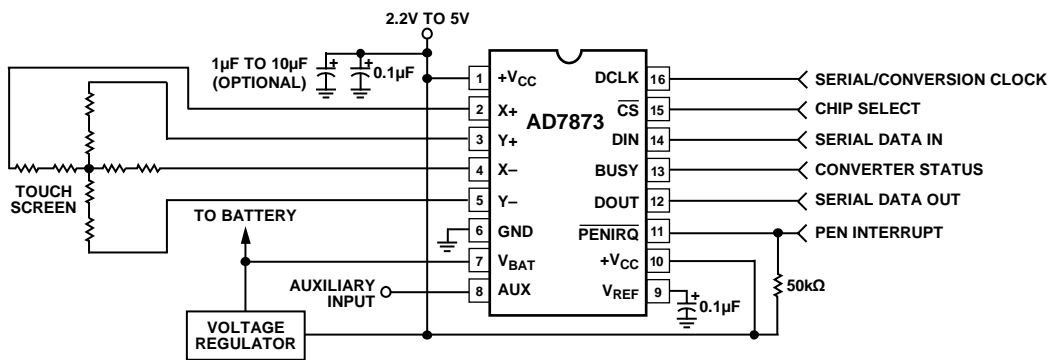 2.2V TO 5V
1µF TO 10µF
(OPTIONAL)
+
+
0.1µF
TOUCH
SCREEN
TO BATTERY
AUXILIARY
INPUT
VOLTAGE
REGULATOR
AD7873
1 +VCC
2 X+
3 Y+
4 X–
5 Y–
6 GND
7 VBAT
8 AUX
DCLK 16 SERIAL/CONVERSION CLOCK
CS 15 CHIP SELECT
DIN 14 SERIAL DATA IN
BUSY 13 CONVERTER STATUS
DOUT 12 SERIAL DATA OUT
PENIRQ 11 PEN INTERRUPT
+VCC 10
VREF 9
+
0.1µF
50kΩ